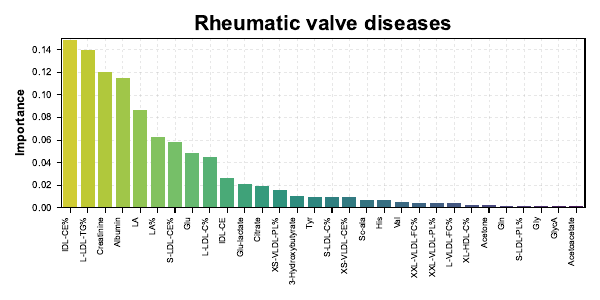 Rheumatic valve diseases
Importance
0.14
0.12
0.10
0.08
0.06
0.04
0.02
0.00
IDL-CE%
L-LDL-TG%
Creatinine
Albumin
LA
LA%
S-LDL-CE%
Glu
L-LDL-C%
IDL-CE
Glu-lactate
Citrate
XS-VLDL-PL%
3-Hydroxybutyrate
Tyr
S-LDL-C%
XS-VLDL-CE%
Sc-ala
His
Val
XXL-VLDL-FC%
XXL-VLDL-PL%
L-VLDL-FC%
XL-HDL-C%
Acetone
Gln
S-LDL-PL%
Gly
GlycA
Acetoacetate